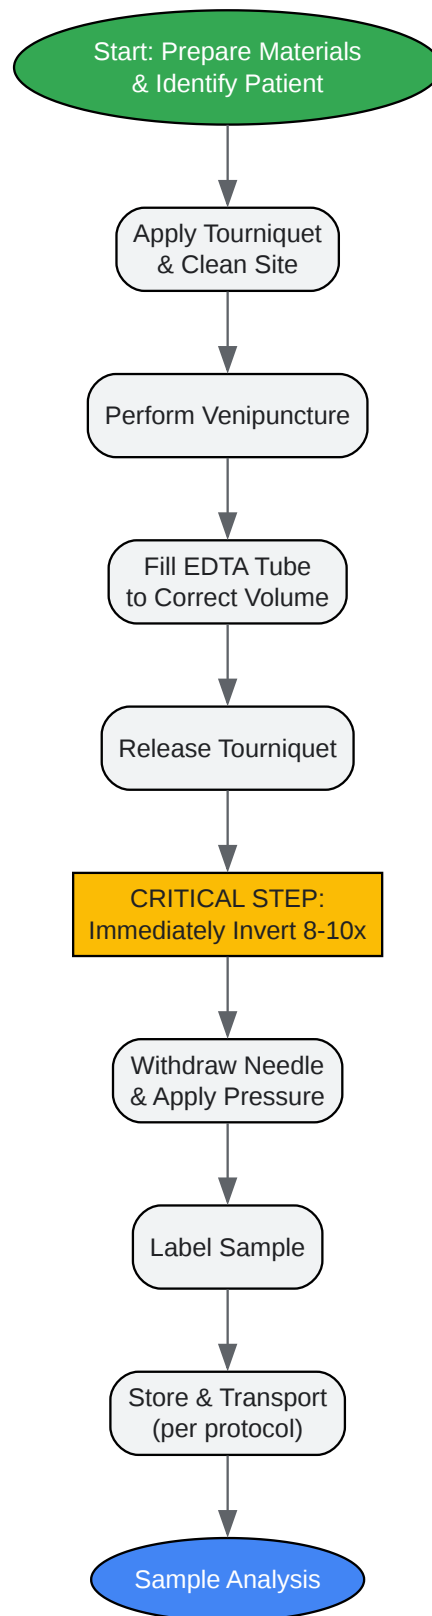 Start: Prepare Materials
& Identify Patient
Apply Tourniquet
& Clean Site
Perform Venipuncture
Fill EDTA Tube
to Correct Volume
Release Tourniquet
CRITICAL STEP:
Immediately Invert 8-10x
Withdraw Needle
& Apply Pressure
Label Sample
Store & Transport
(per protocol)
Sample Analysis